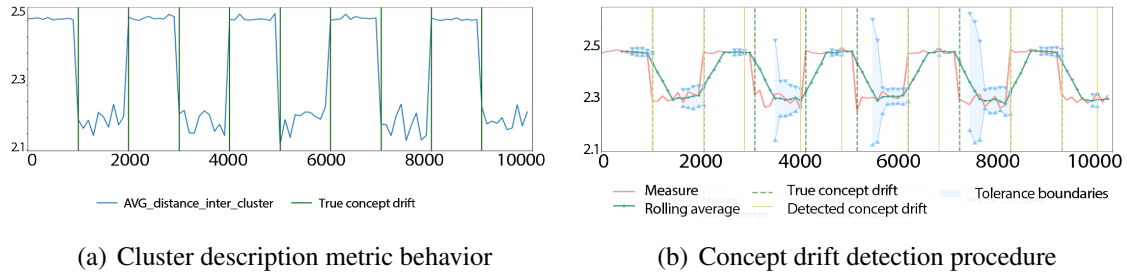 2.5
2.3
2.1
0 2000 4000 6000 8000 10000
AVG_distance_inter_cluster True concept drift
(a) Cluster description metric behavior
2.5
2.3
2.1
0 2000 4000 6000 8000 10000
Measure True concept drift Tolerance boundaries
Rolling average Detected concept drift
(b) Concept drift detection procedure